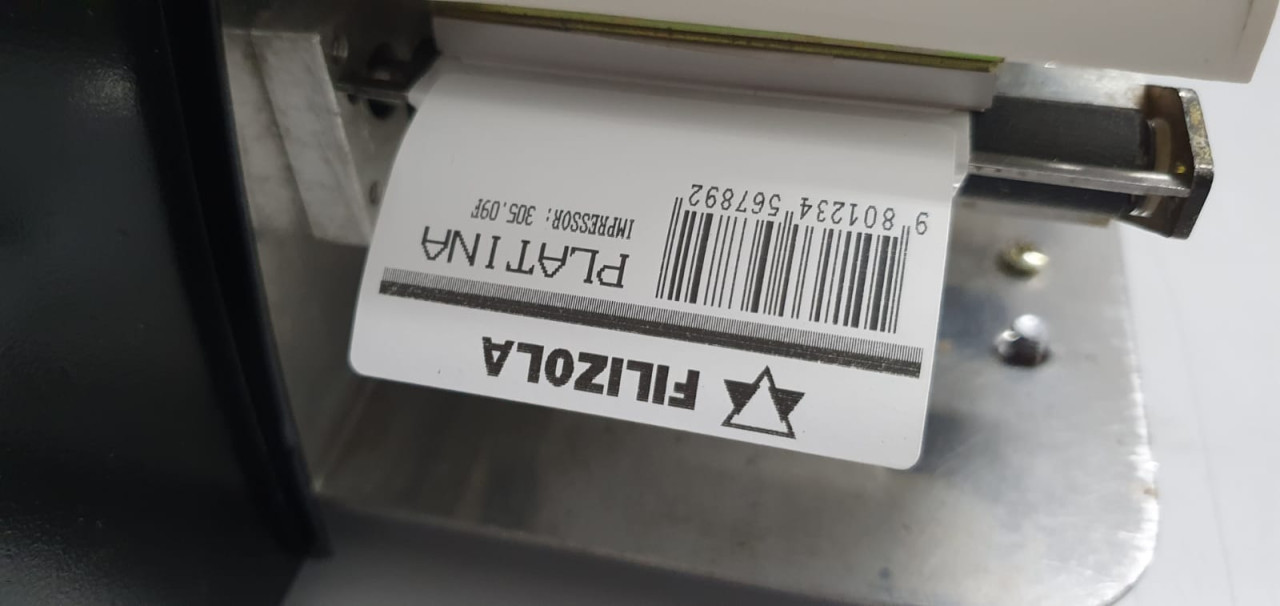 FILIZOLA
PLATINA
IMPRESSOR: 305.09F
9 801234 567892